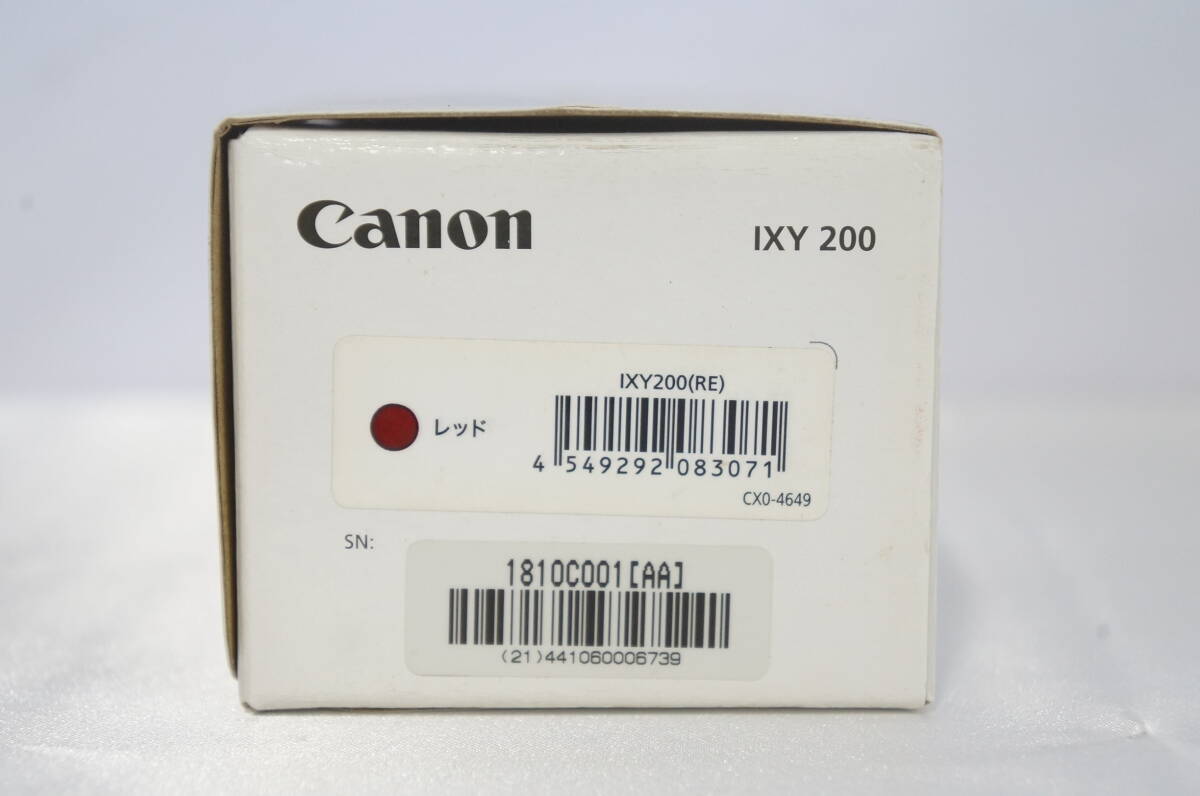 Canon
IXY 200
IXY200(RE)
レッド
4 549292 083071
CX0-4649
SN:
1810C001[AA]
(21)441060006739